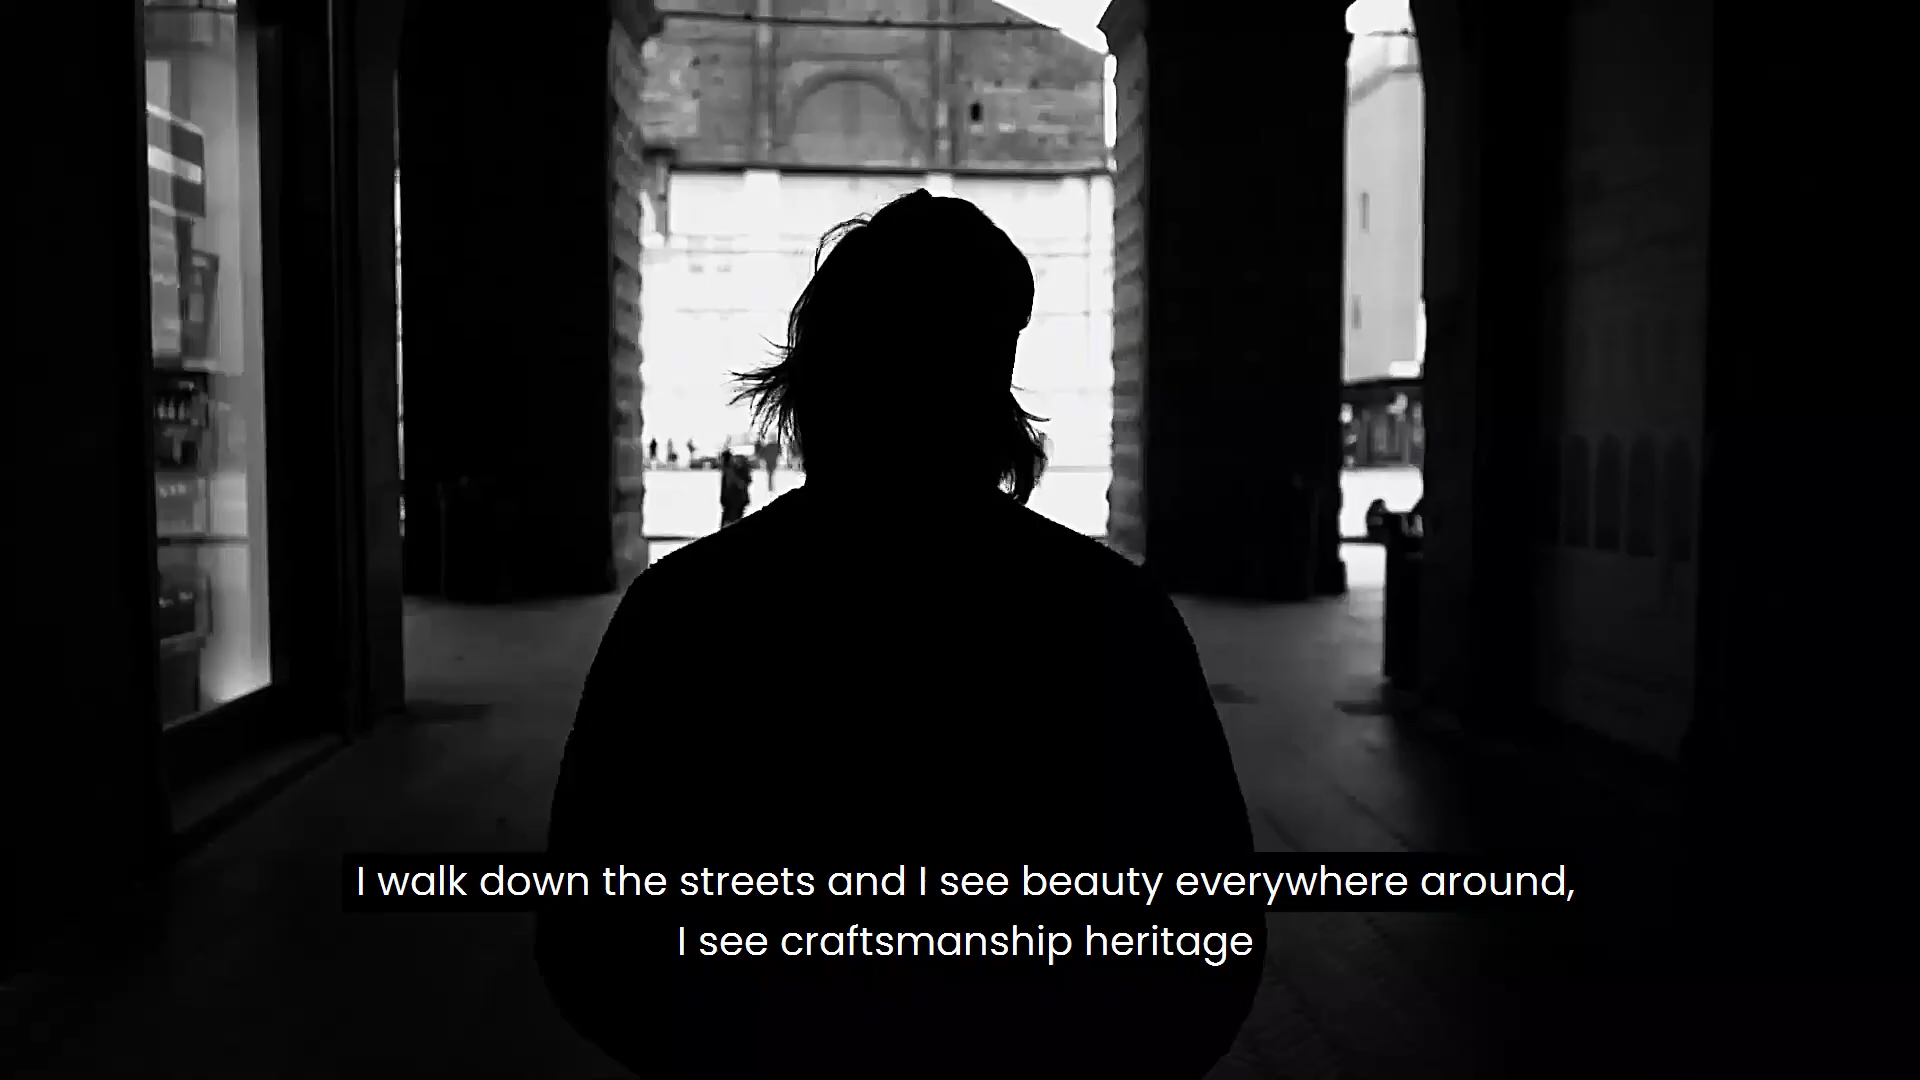 I walk down the streets and I see beauty everywhere around,
I see craftsmanship heritage